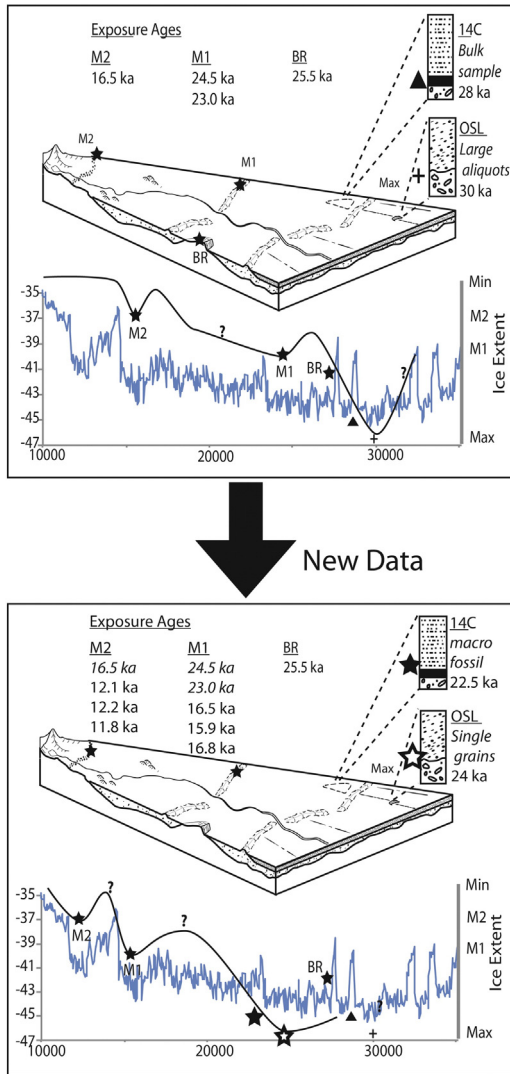 Exposure Ages
M2 M1 BR
16.5 ka 24.5 ka 25.5 ka
23.0 ka
14C
Bulk
sample
28 ka
OSL
Large
aliquots
30 ka
M2
M1
Max
BR
Min
-35
-37 M2
M2 ? M1
-39
-41 M1 BR ?
-43
-45
-47 Max
10000 20000 30000
Ice Extent
New Data
Exposure Ages
M2 M1 BR
16.5 ka 24.5 ka 25.5 ka
12.1 ka 23.0 ka
12.2 ka 16.5 ka
11.8 ka 15.9 ka
16.8 ka
14C
macro
fossil
22.5 ka
OSL
Single
grains
24 ka
Max
Min
-35 ?
-37 ? M2
M2
-39 M1
-41 M1 BR
-43
-45 ?
-47 Max
10000 20000 30000
Ice Extent